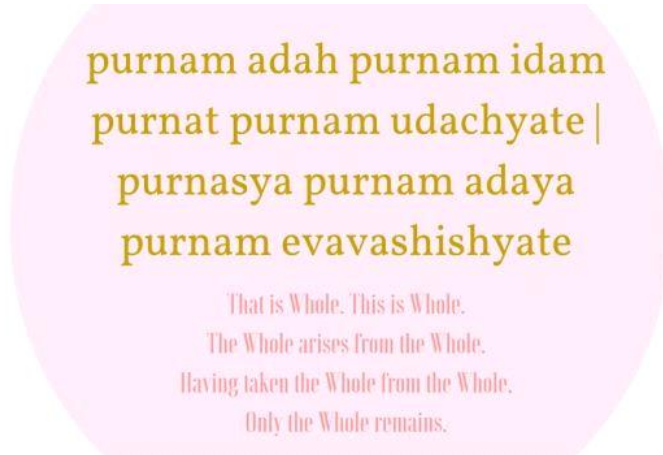 purnam adah purnam idam
purnat purnam udachyate |
purnasya purnam adaya
purnam evavashishyate
That is Whole. This is Whole.
The Whole arises from the Whole.
Having taken the Whole from the Whole.
Only the Whole remains.